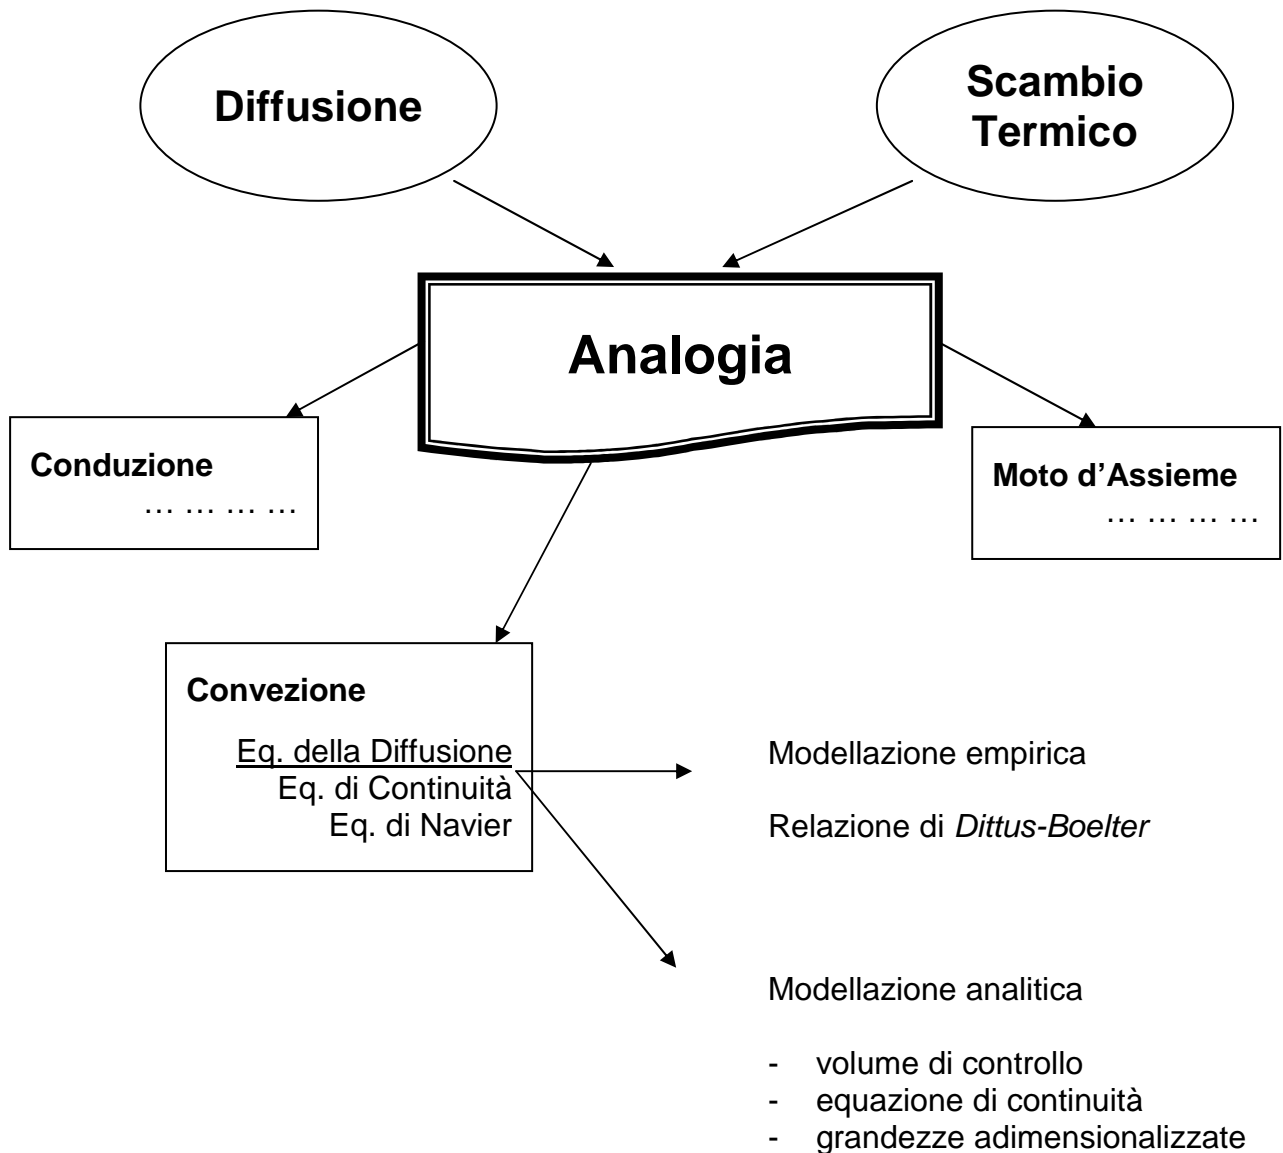 Diffusione
Scambio
Termico
Analogia
Conduzione
… … … …
Moto d’Assieme
… … … …
Convezione
Eq. della Diffusione
Eq. di Continuità
Eq. di Navier
Modellazione empirica
Relazione di Dittus-Boelter
Modellazione analitica
- volume di controllo
- equazione di continuità
- grandezze adimensionalizzate